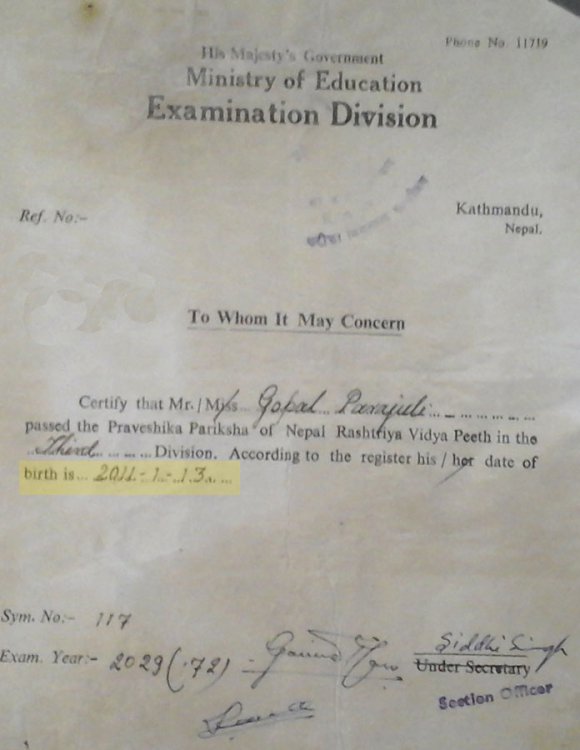 Phone No. 11719
His Majesty's Government
Ministry of Education
Examination Division
Ref. No:-
Kathmandu,
Nepal.
To Whom It May Concern
Certify that Mr. / Miss... Gopal Parajuli
passed the Praveshika Pariksha of Nepal Rashtriya Vidya Peeth in the
..Third...... Division. According to the register his / her date of
birth is... 2011-1-13....
Sym. No:- 117
Siddhi Singh
Exam. Year:- 2029 (.72)
Under Secretary
Section Officer